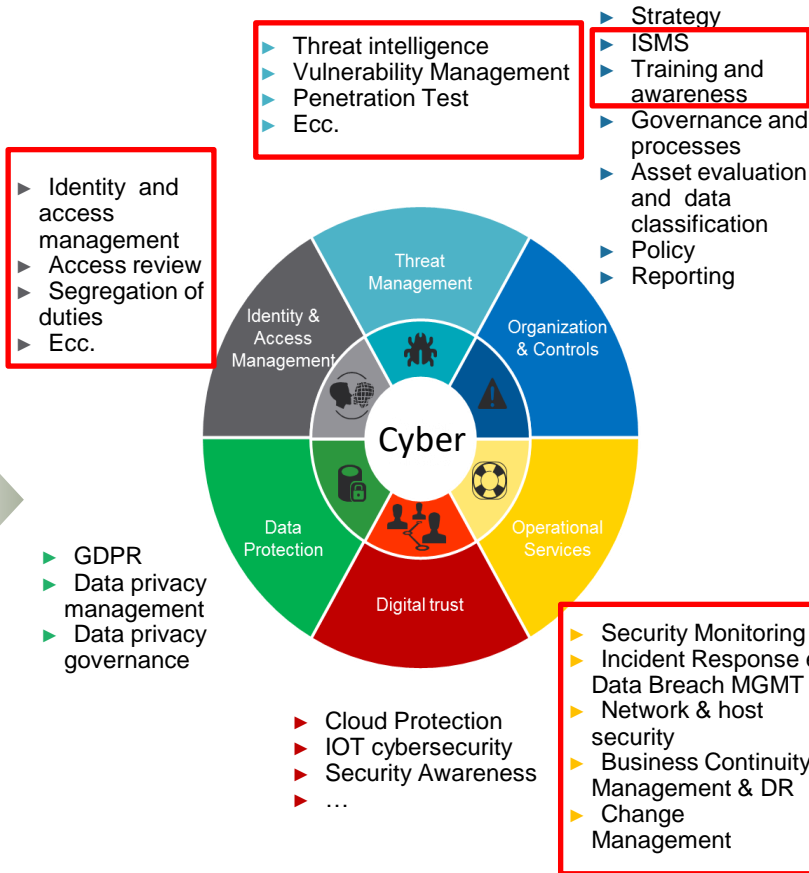 Strategy
ISMS
Training and
awareness
Governance and
processes
Asset evaluation
and data
classification
Policy
Reporting
Threat intelligence
Vulnerability Management
Penetration Test
Ecc.
Identity and
access
management
Access review
Segregation of
duties
Ecc.
Threat
Management
Identity &
Access
Management
Organization
& Controls
Cyber
Data
Protection
Operational
Services
Digital trust
GDPR
Data privacy
management
Data privacy
governance
Security Monitoring
Incident Response e
Data Breach MGMT
Network & host
security
Business Continuity
Management & DR
Change
Management
Cloud Protection
IOT cybersecurity
Security Awareness
…